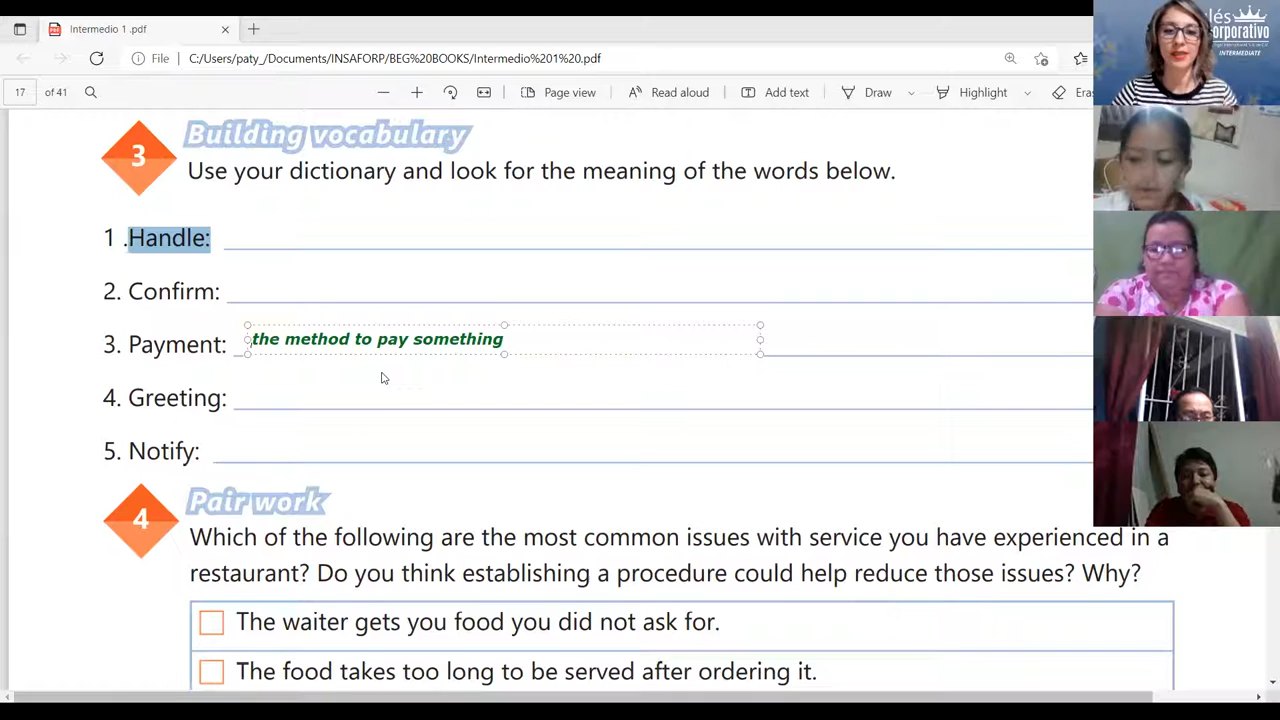 Intermedio 1 .pdf
File C:/Users/paty_/Documents/INSAFORP/BEG%20BOOKS/Intermedio%201%20.pdf
17 of 41 Page view Read aloud Add text Draw Highlight
lés
orporativo
INTERMEDIATE
3 Building vocabulary
Use your dictionary and look for the meaning of the words below.
1 .Handle:
2. Confirm:
3. Payment: the method to pay something
4. Greeting:
5. Notify:
4 Pair work
Which of the following are the most common issues with service you have experienced in a
restaurant? Do you think establishing a procedure could help reduce those issues? Why?
The waiter gets you food you did not ask for.
The food takes too long to be served after ordering it.